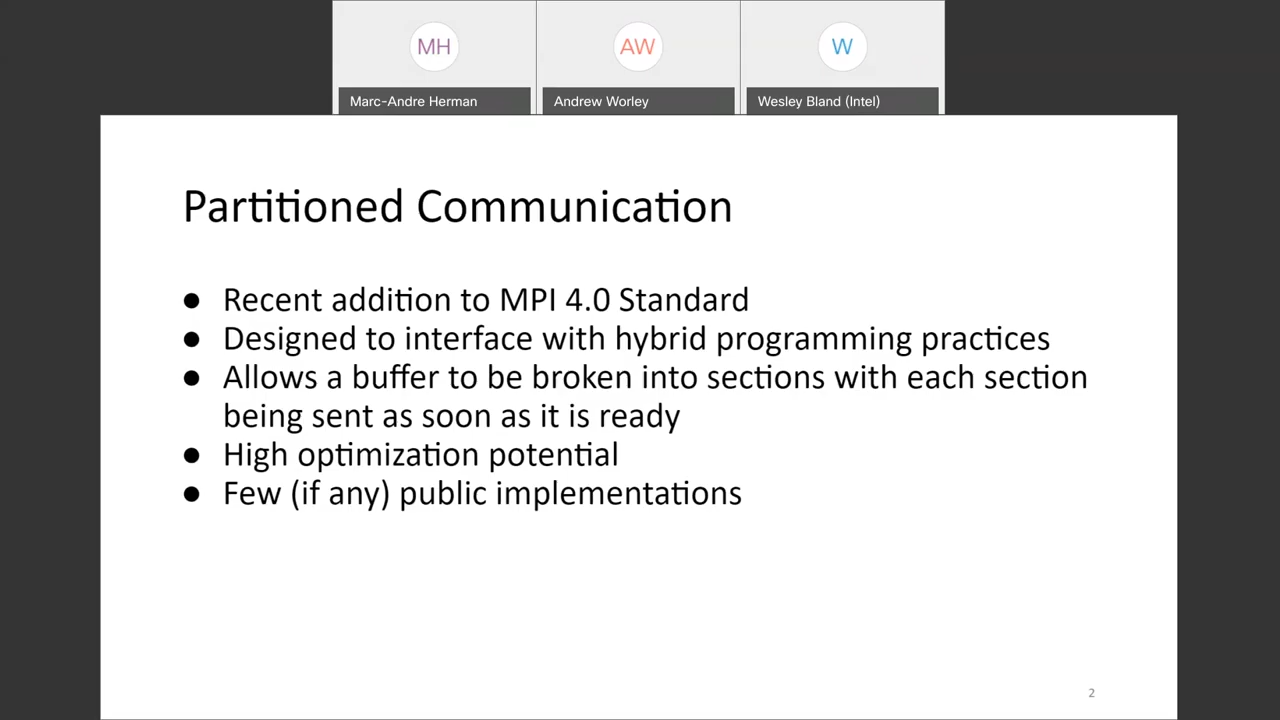 MH
AW
W
Marc-Andre Herman
Andrew Worley
Wesley Bland (Intel)
Partitioned Communication
● Recent addition to MPI 4.0 Standard
● Designed to interface with hybrid programming practices
● Allows a buffer to be broken into sections with each section
being sent as soon as it is ready
● High optimization potential
● Few (if any) public implementations
2